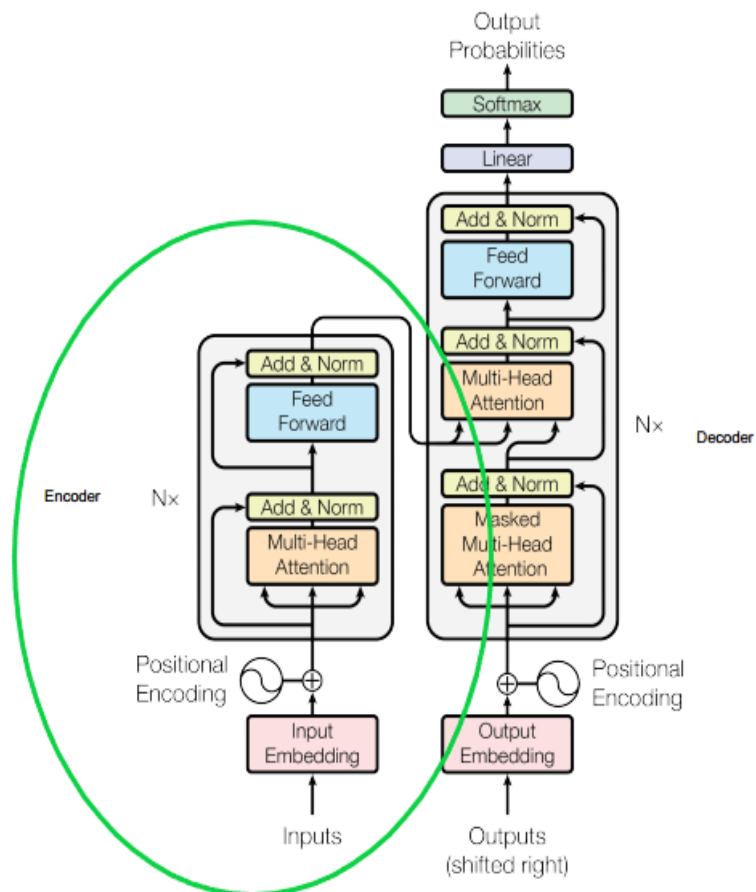 Output
Probabilities
Softmax
Linear
Add & Norm
Feed
Forward
Add & Norm
Multi-Head
Attention
Add & Norm
Masked
Multi-Head
Attention
N×
Decoder
Add & Norm
Feed
Forward
Add & Norm
Multi-Head
Attention
Encoder
N×
Positional
Encoding
Positional
Encoding
Input
Embedding
Output
Embedding
Inputs
Outputs
(shifted right)